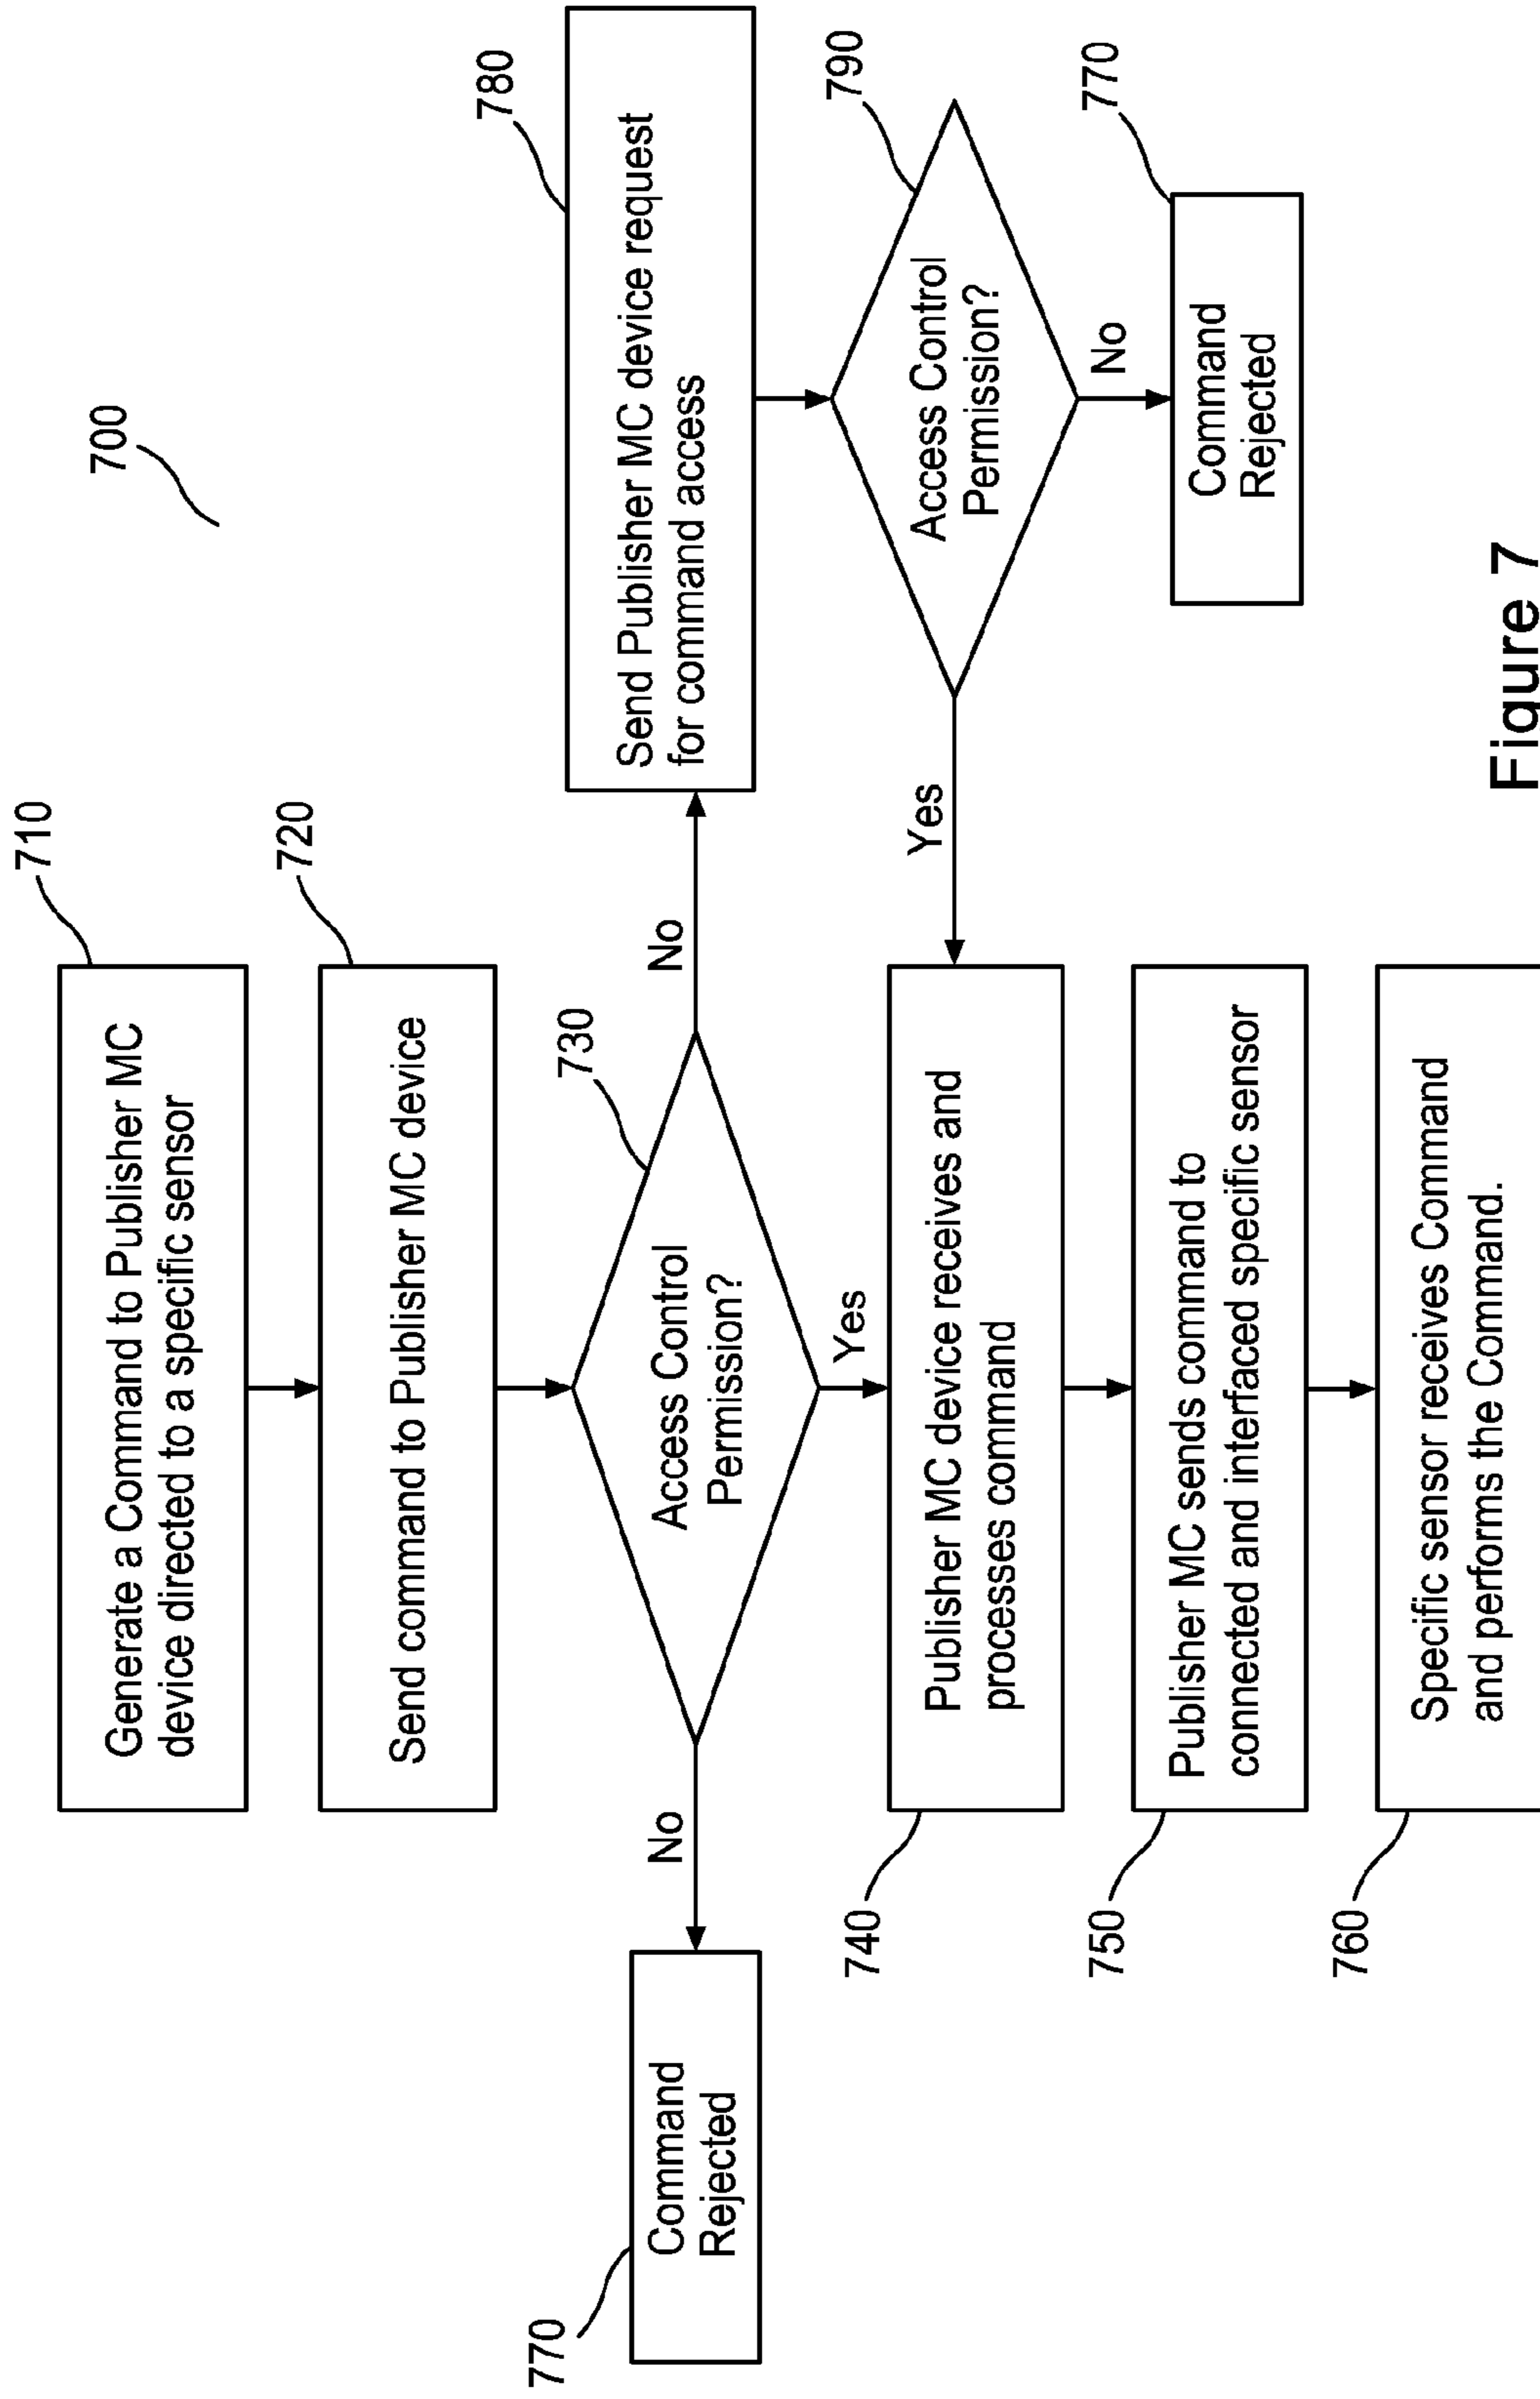 700
710
Generate a Command to Publisher MC
device directed to a specific sensor
720
Send command to Publisher MC device
730
Access Control
Permission?
No
770
Command
Rejected
No
780
Send Publisher MC device request
for command access
790
Access Control
Permission?
Yes
No
770
Command
Rejected
Yes
740
Publisher MC device receives and
processes command
750
Publisher MC sends command to
connected and interfaced specific sensor
760
Specific sensor receives Command
and performs the Command.
Figure 7